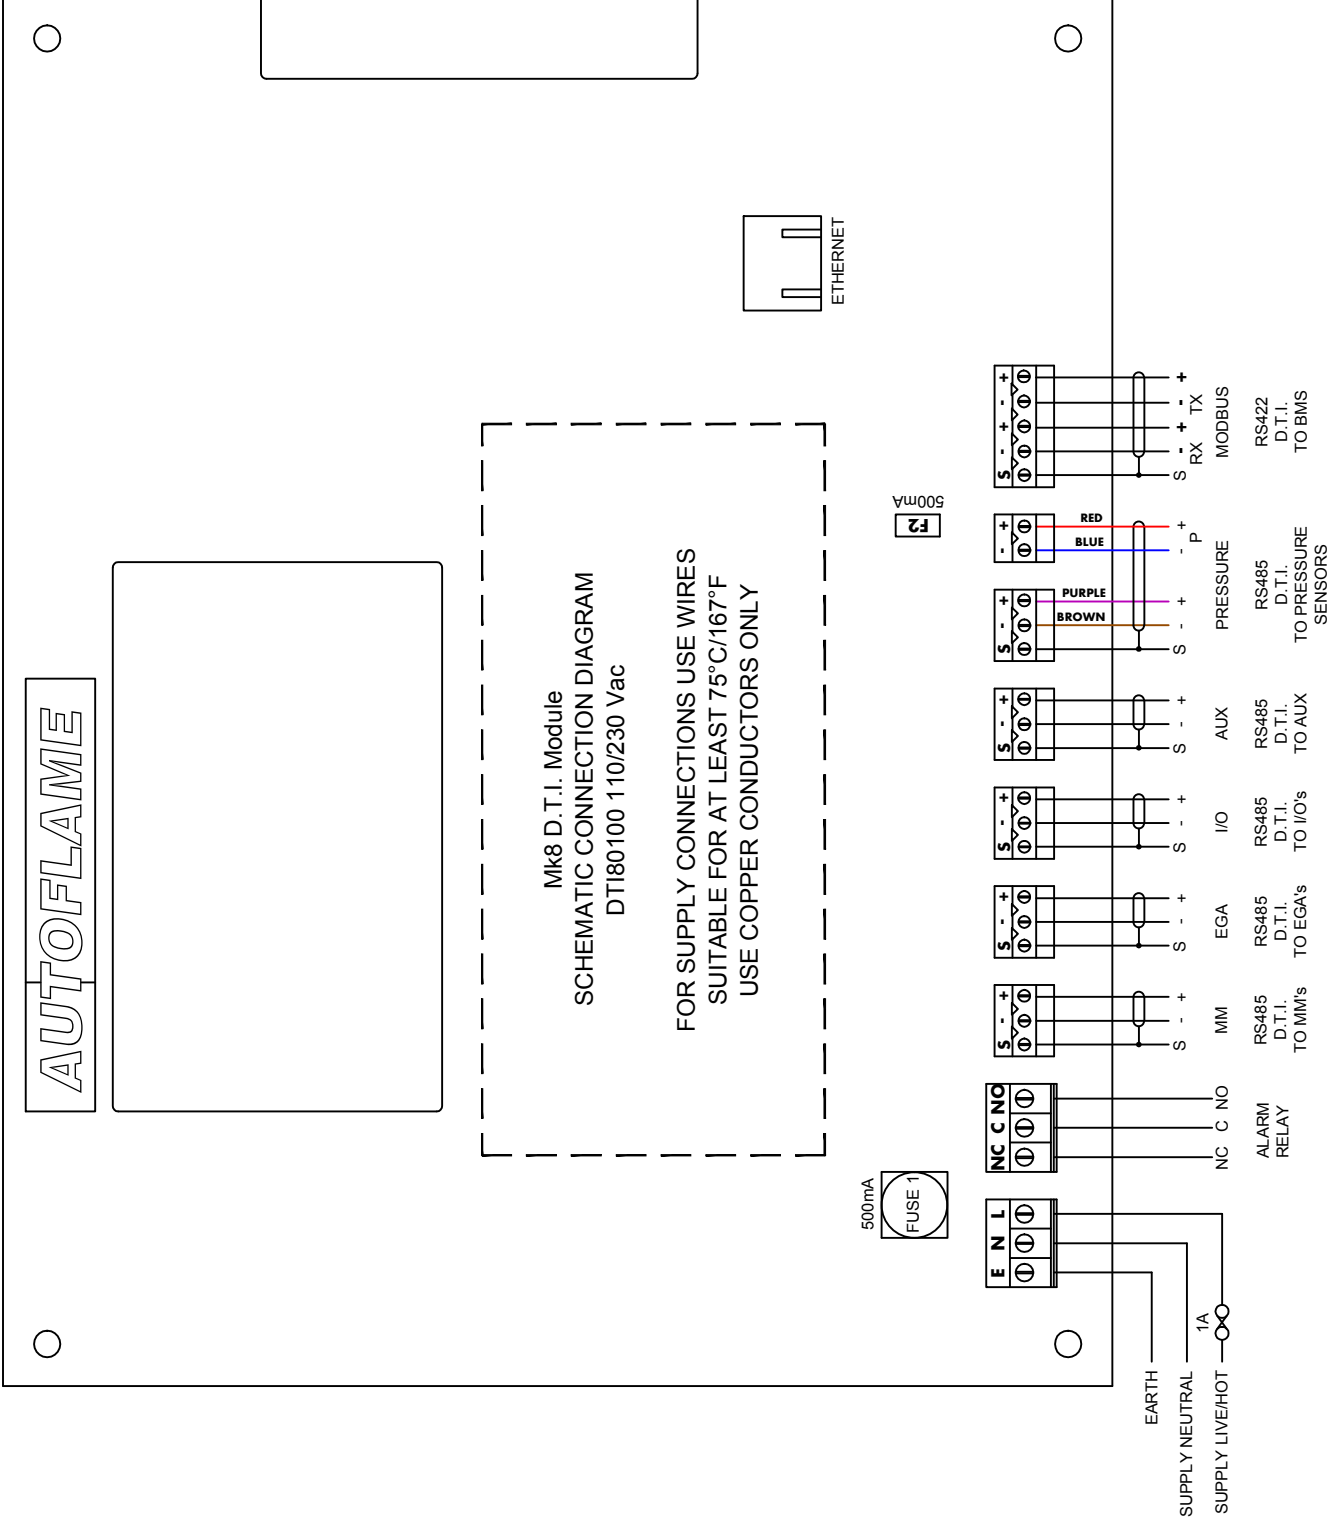 AUTOFLAME
Mk8 D.T.I. Module
SCHEMATIC CONNECTION DIAGRAM
DTI80100 110/230 Vac
FOR SUPPLY CONNECTIONS USE WIRES
SUITABLE FOR AT LEAST 75°C/167°F
USE COPPER CONDUCTORS ONLY
ETHERNET
500mA
FUSE 1
F2
500mA
E N L
NC C NO
S - +
S - +
S - +
S - +
S - +
- +
S - + - +
BROWN
PURPLE
BLUE
RED
EARTH
SUPPLY NEUTRAL
SUPPLY LIVE/HOT
1A
NC C NO
ALARM
RELAY
S - +
MM
RS485
D.T.I.
TO MM's
S - +
EGA
RS485
D.T.I.
TO EGA's
S - +
I/O
RS485
D.T.I.
TO I/O's
S - +
AUX
RS485
D.T.I.
TO AUX
S - + - +
P
PRESSURE
RS485
D.T.I.
TO PRESSURE
SENSORS
S - + - +
RX TX
MODBUS
RS422
D.T.I.
TO BMS